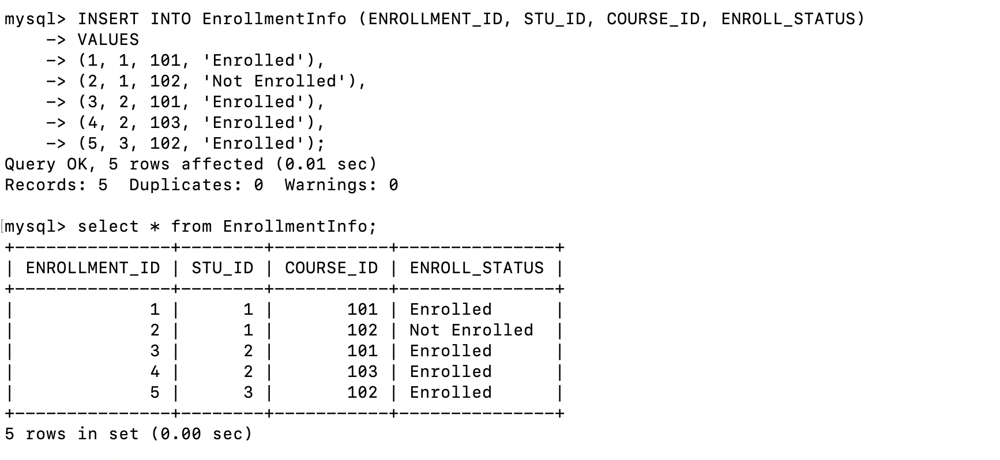 mysql> INSERT INTO EnrollmentInfo (ENROLLMENT_ID, STU_ID, COURSE_ID, ENROLL_STATUS)
    -> VALUES
    -> (1, 1, 101, 'Enrolled'),
    -> (2, 1, 102, 'Not Enrolled'),
    -> (3, 2, 101, 'Enrolled'),
    -> (4, 2, 103, 'Enrolled'),
    -> (5, 3, 102, 'Enrolled');
Query OK, 5 rows affected (0.01 sec)
Records: 5  Duplicates: 0  Warnings: 0

[mysql> select * from EnrollmentInfo;
+---------------+--------+-----------+---------------+
| ENROLLMENT_ID | STU_ID | COURSE_ID | ENROLL_STATUS |
+---------------+--------+-----------+---------------+
|             1 |      1 |       101 | Enrolled      |
|             2 |      1 |       102 | Not Enrolled  |
|             3 |      2 |       101 | Enrolled      |
|             4 |      2 |       103 | Enrolled      |
|             5 |      3 |       102 | Enrolled      |
+---------------+--------+-----------+---------------+
5 rows in set (0.00 sec)